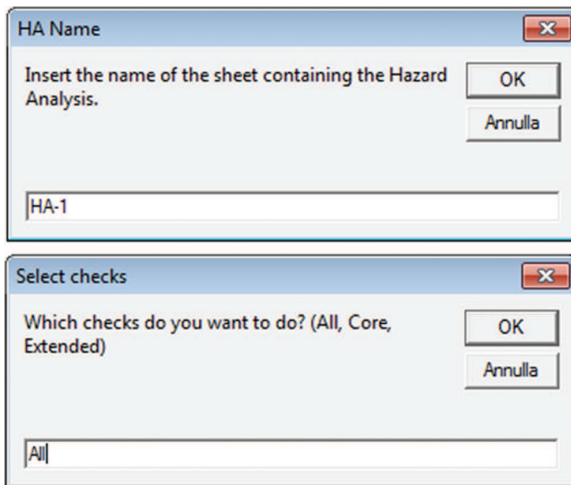 HA Name
Insert the name of the sheet containing the Hazard
Analysis.
OK
Annulla
HA-1
Select checks
Which checks do you want to do? (All, Core,
Extended)
OK
Annulla
All